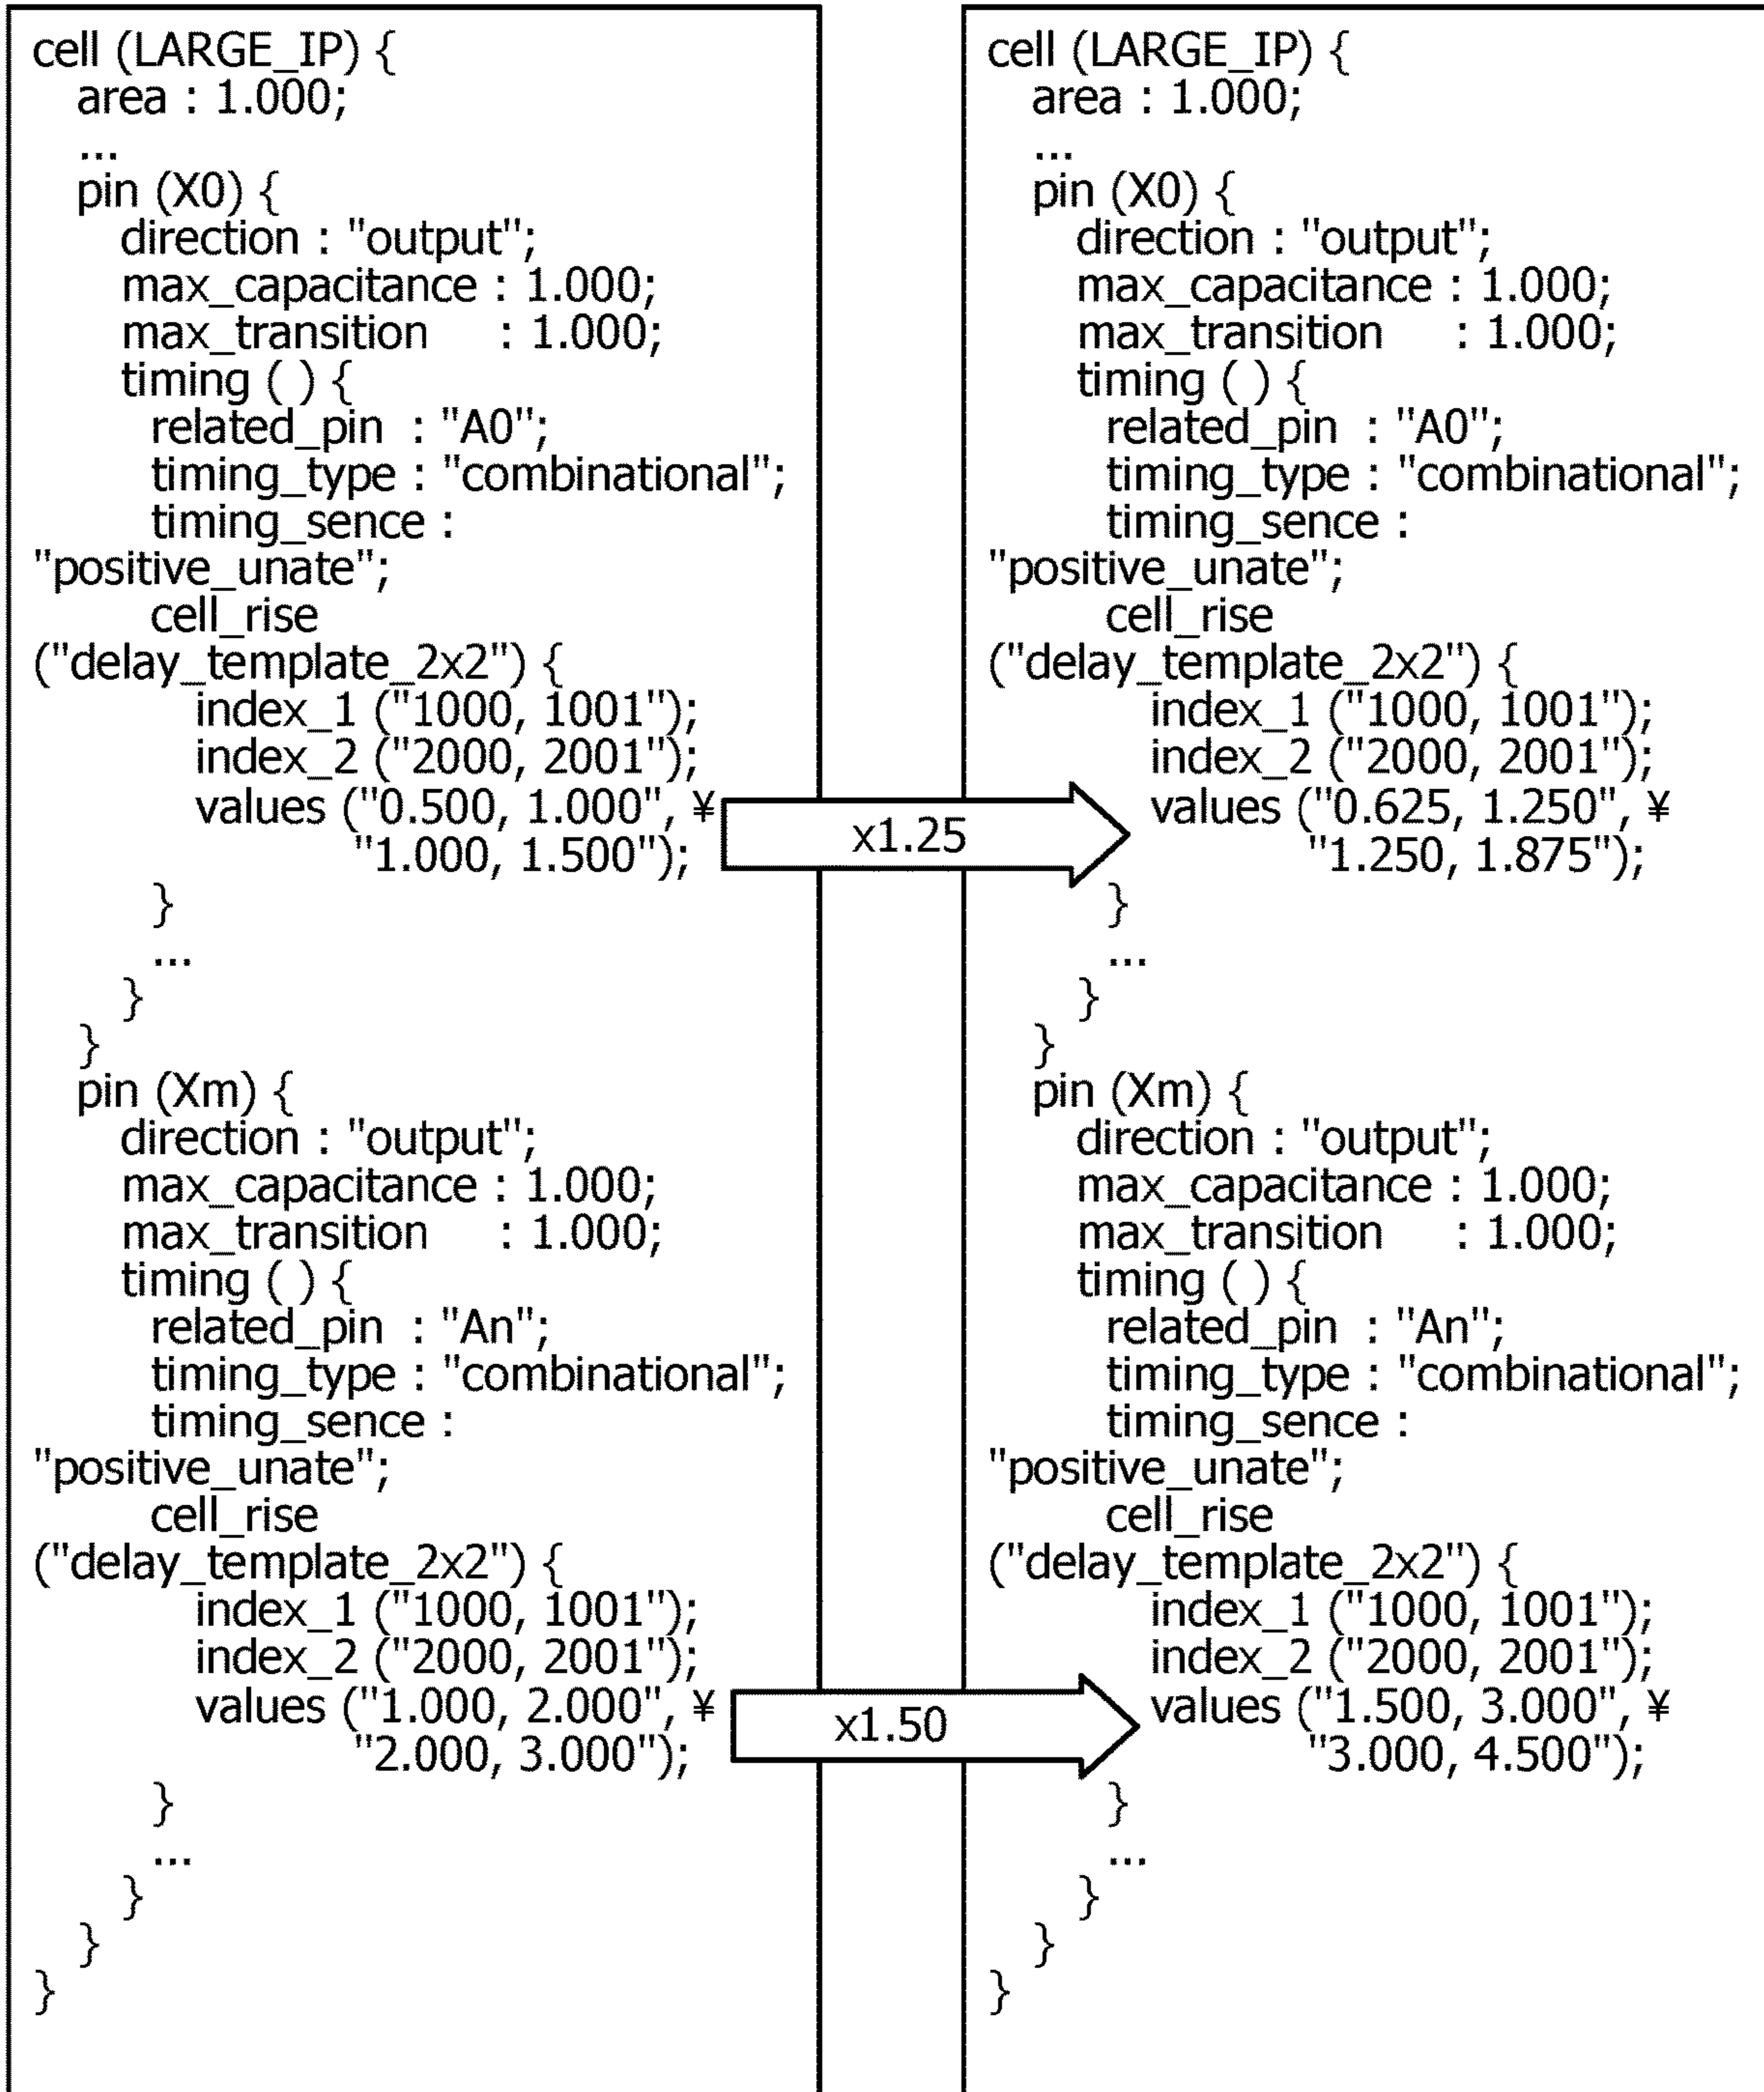 cell (LARGE_IP) {
area : 1.000;
...
pin (X0) {
direction : "output";
max_capacitance : 1.000;
max_transition : 1.000;
timing ( ) {
related_pin : "A0";
timing_type : "combinational";
timing_sence :
"positive_unate";
cell_rise
("delay_template_2x2") {
index_1 ("1000, 1001");
index_2 ("2000, 2001");
values ("0.500, 1.000", ¥
"1.000, 1.500");
}
...
}
}
pin (Xm) {
direction : "output";
max_capacitance : 1.000;
max_transition : 1.000;
timing ( ) {
related_pin : "An";
timing_type : "combinational";
timing_sence :
"positive_unate";
cell_rise
("delay_template_2x2") {
index_1 ("1000, 1001");
index_2 ("2000, 2001");
values ("1.000, 2.000", ¥
"2.000, 3.000");
}
...
}
}
}
x1.25
x1.50
cell (LARGE_IP) {
area : 1.000;
...
pin (X0) {
direction : "output";
max_capacitance : 1.000;
max_transition : 1.000;
timing ( ) {
related_pin : "A0";
timing_type : "combinational";
timing_sence :
"positive_unate";
cell_rise
("delay_template_2x2") {
index_1 ("1000, 1001");
index_2 ("2000, 2001");
values ("0.625, 1.250", ¥
"1.250, 1.875");
}
...
}
}
pin (Xm) {
direction : "output";
max_capacitance : 1.000;
max_transition : 1.000;
timing ( ) {
related_pin : "An";
timing_type : "combinational";
timing_sence :
"positive_unate";
cell_rise
("delay_template_2x2") {
index_1 ("1000, 1001");
index_2 ("2000, 2001");
values ("1.500, 3.000", ¥
"3.000, 4.500");
}
...
}
}
}